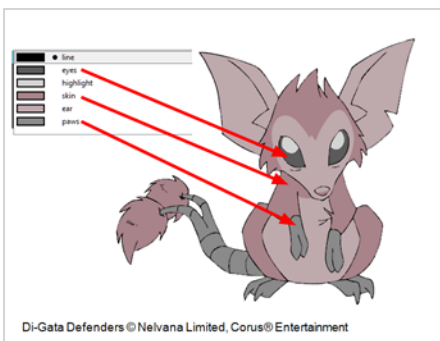 line
eyes
highlight
skin
ear
paws
Di-Gata Defenders © Nelvana Limited, Corus® Entertainment